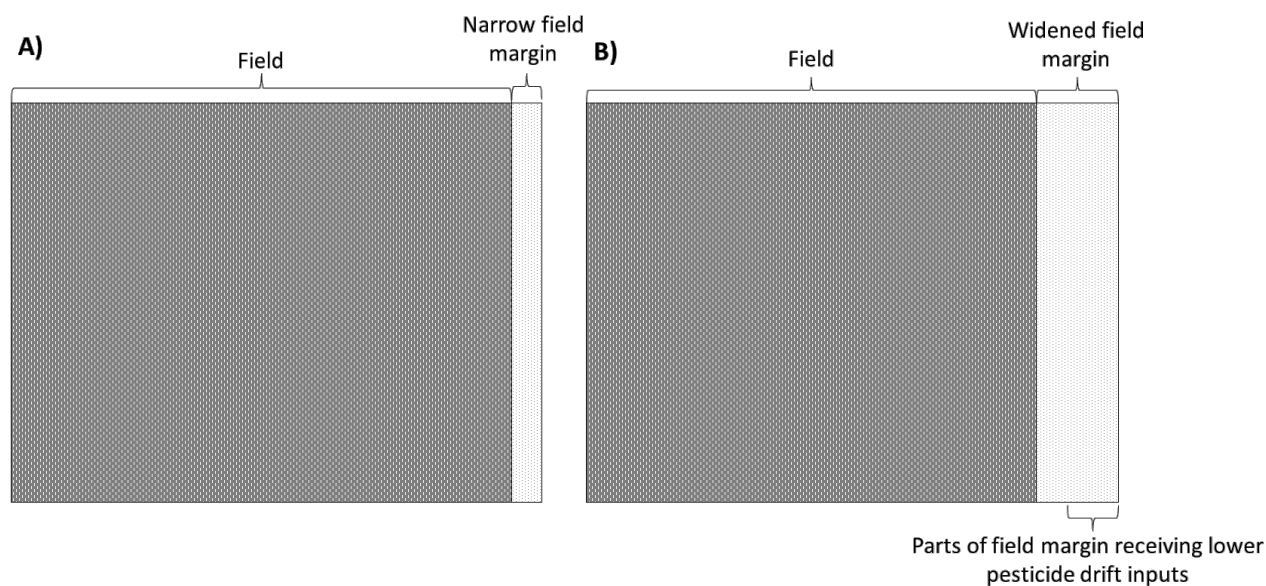 A)
Field
Narrow field
margin
B)
Field
Widened field
margin
Parts of field margin receiving lower
pesticide drift inputs